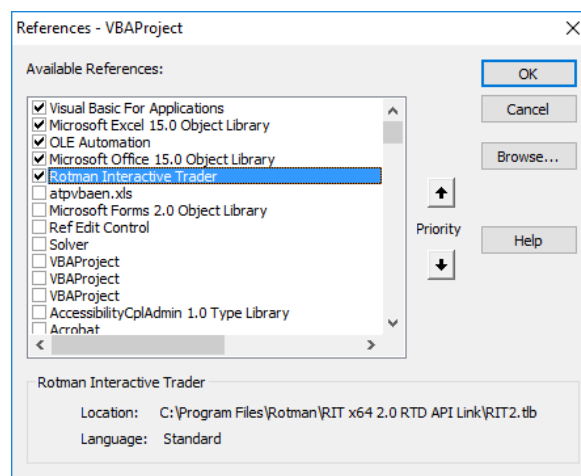 References - VBAProject
Available References:
Visual Basic For Applications
Microsoft Excel 15.0 Object Library
OLE Automation
Microsoft Office 15.0 Object Library
Rotman Interactive Trader
atpvbaen.xls
Microsoft Forms 2.0 Object Library
Ref Edit Control
Solver
VBAProject
VBAProject
VBAProject
AccessibilityCplAdmin 1.0 Type Library
Acrobat
OK
Cancel
Browse...
Priority
Help
Rotman Interactive Trader
Location: C:\Program Files\Rotman\RIT x64 2.0 RTD API Link\RIT2.tlb
Language: Standard